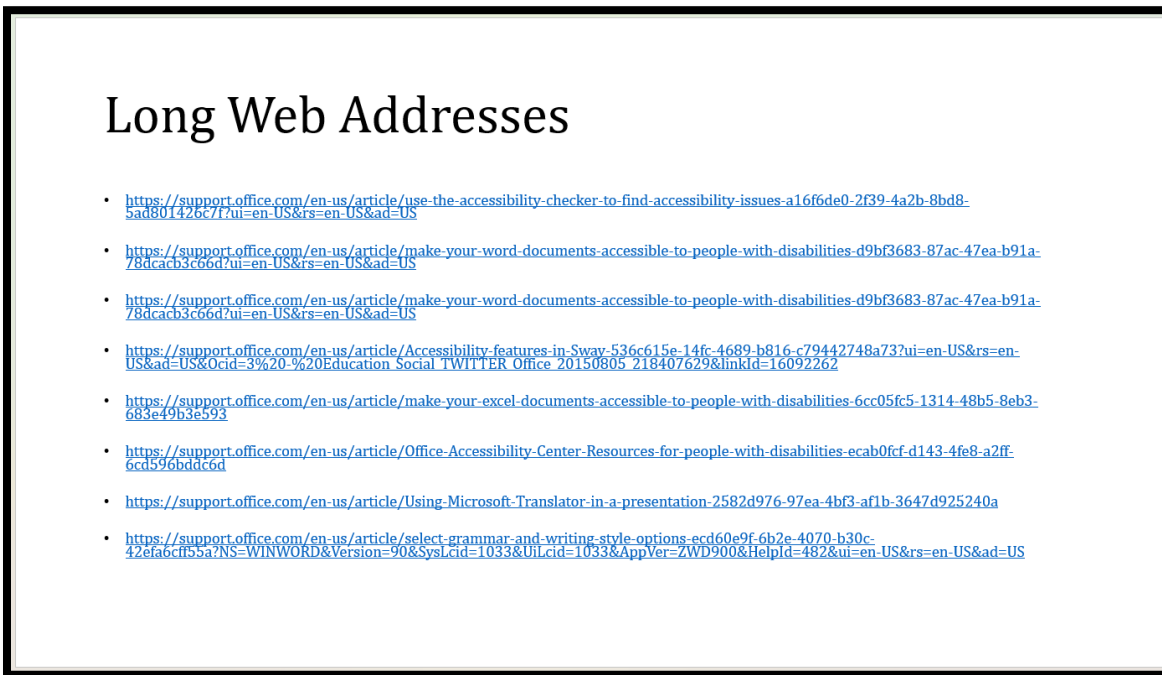 Long Web Addresses
• https://support.office.com/en-us/article/use-the-accessibility-checker-to-find-accessibility-issues-a16f6de0-2f39-4a2b-8bd8-
5ad801426c7f?ui=en-US&rs=en-US&ad=US
• https://support.office.com/en-us/article/make-your-word-documents-accessible-to-people-with-disabilities-d9bf3683-87ac-47ea-b91a-
78dcacb3c66d?ui=en-US&rs=en-US&ad=US
• https://support.office.com/en-us/article/make-your-word-documents-accessible-to-people-with-disabilities-d9bf3683-87ac-47ea-b91a-
78dcacb3c66d?ui=en-US&rs=en-US&ad=US
• https://support.office.com/en-us/article/Accessibility-features-in-Sway-536c615e-14fc-4689-b816-c79442748a73?ui=en-US&rs=en-
US&ad=US&Ocid=3%20-%20Education_Social_TWITTER_Office_20150805_218407629&linkId=16092262
• https://support.office.com/en-us/article/make-your-excel-documents-accessible-to-people-with-disabilities-6cc05fc5-1314-48b5-8eb3-
683e49b3e593
• https://support.office.com/en-us/article/Office-Accessibility-Center-Resources-for-people-with-disabilities-ecab0fcf-d143-4fe8-a2ff-
6cd596bddc6d
• https://support.office.com/en-us/article/Using-Microsoft-Translator-in-a-presentation-2582d976-97ea-4bf3-af1b-3647d925240a
• https://support.office.com/en-us/article/select-grammar-and-writing-style-options-ecd60e9f-6b2e-4070-b30c-
42efa6cff55a?NS=WINWORD&Version=90&SysLcid=1033&UiLcid=1033&AppVer=ZWD900&HelpId=482&ui=en-US&rs=en-US&ad=US